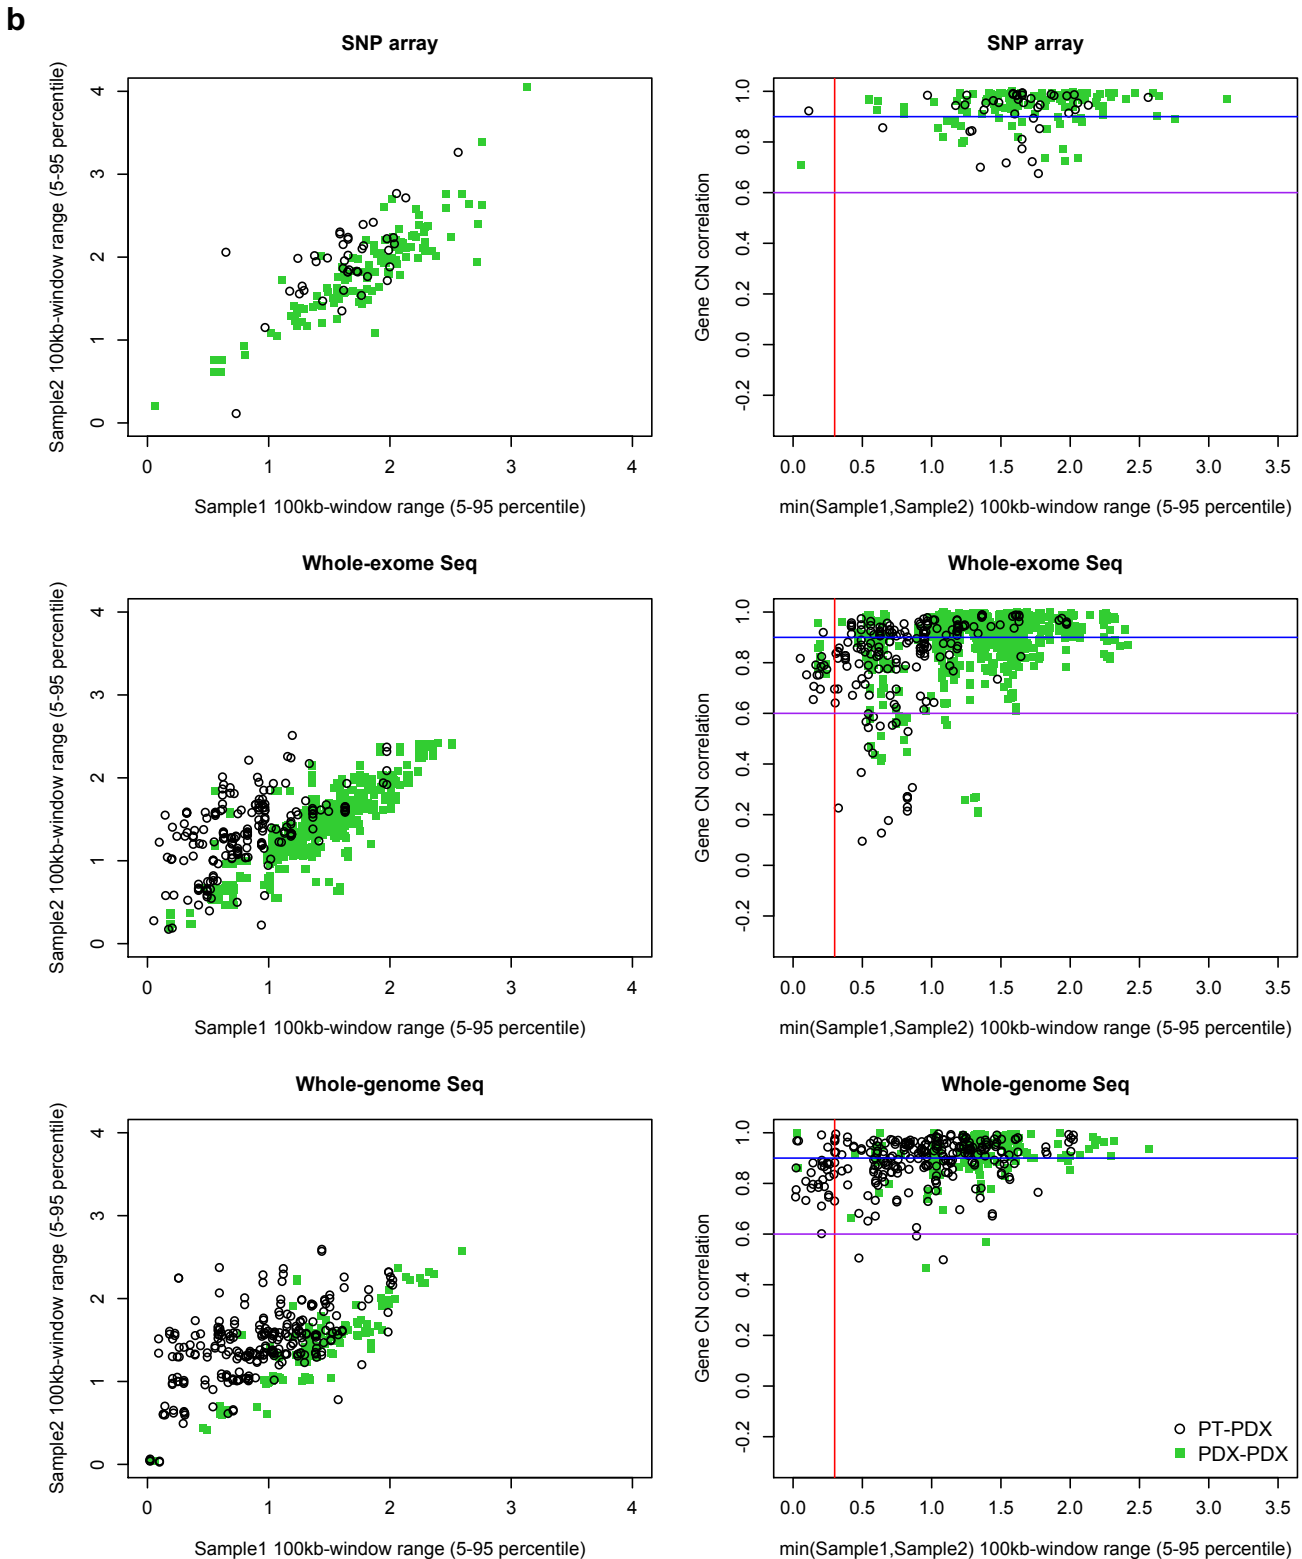 b
SNP array
Sample2 100kb-window range (5-95 percentile)
0 1 2 3 4
0 1 2 3 4
Sample1 100kb-window range (5-95 percentile)
SNP array
Gene CN correlation
-0.2 0.0 0.2 0.4 0.6 0.8 1.0
0.0 0.5 1.0 1.5 2.0 2.5 3.0 3.5
min(Sample1,Sample2) 100kb-window range (5-95 percentile)
Whole-exome Seq
Sample2 100kb-window range (5-95 percentile)
0 1 2 3 4
0 1 2 3 4
Sample1 100kb-window range (5-95 percentile)
Whole-exome Seq
Gene CN correlation
-0.2 0.0 0.2 0.4 0.6 0.8 1.0
0.0 0.5 1.0 1.5 2.0 2.5 3.0 3.5
min(Sample1,Sample2) 100kb-window range (5-95 percentile)
Whole-genome Seq
Sample2 100kb-window range (5-95 percentile)
0 1 2 3 4
0 1 2 3 4
Sample1 100kb-window range (5-95 percentile)
Whole-genome Seq
Gene CN correlation
-0.2 0.0 0.2 0.4 0.6 0.8 1.0
PT-PDX
PDX-PDX
0.0 0.5 1.0 1.5 2.0 2.5 3.0 3.5
min(Sample1,Sample2) 100kb-window range (5-95 percentile)